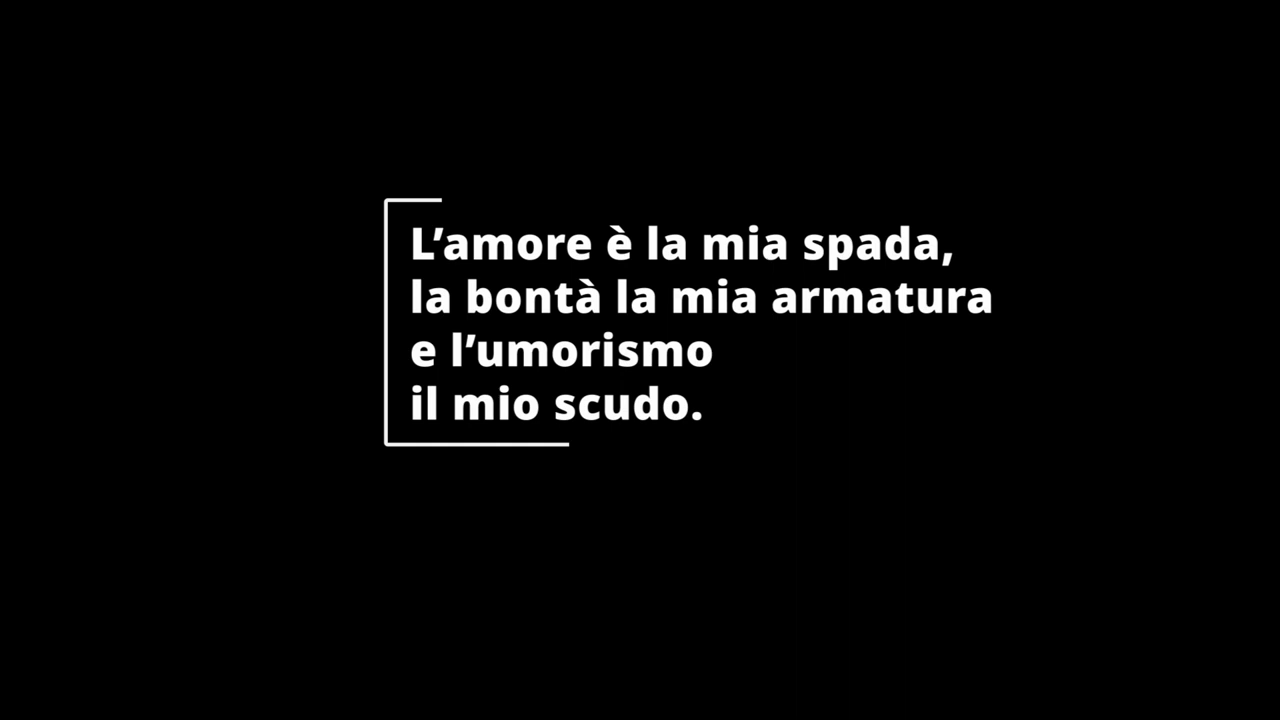 L’amore è la mia spada,
la bontà la mia armatura
e l’umorismo
il mio scudo.